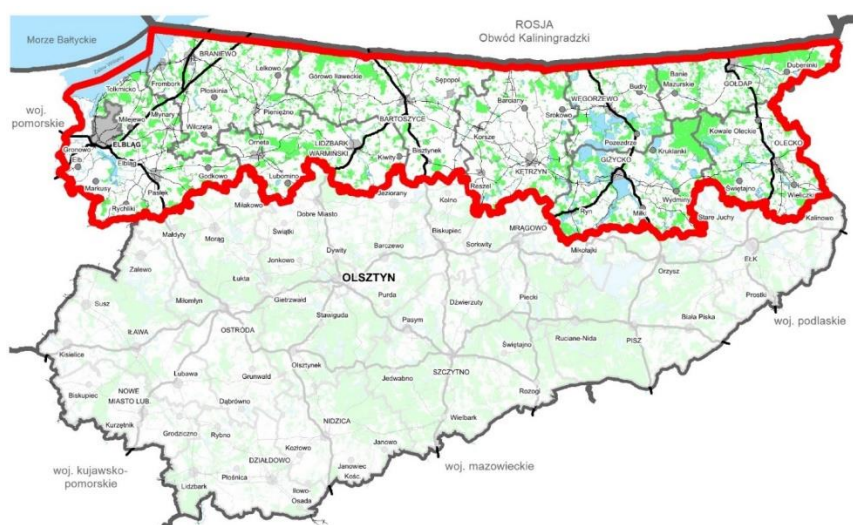 ROSJA
Obwód Kaliningradzki
Morze Bałtyckie
Zalew Wiślany
woj.
pomorskie
BRANIEWO
Lelkowo
Górowo Iławeckie
Sępopol
Frombork
Tolkmicko
Płoskinia
Pieniężno
BARTOSZYCE
Barciany
Srokowo
WĘGORZEWO
Budry
Banie
Mazurskie
GOŁDAP
Dubeninki
Milejewo
Młynary
Wilczęta
ELBLĄG
Elbląg
Gronowo
Elb.
Markusy
Pasłęk
Rychliki
Godkowo
Orneta
Lubomino
LIDZBARK
WARMIŃSKI
Kiwity
Bisztynek
Korsze
KĘTRZYN
Reszel
Pozezdrze
Kruklanki
GIŻYCKO
Kowale Oleckie
OLECKO
Świętajno
Wieliczki
Wydminy
Ryn
Miłki
Stare Juchy
Kalinowo
Miłakowo
Dobre Miasto
Jeziorany
Kolno
Małdyty
Morąg
Świątki
Dywity
Barczewo
Biskupiec
Sorkwity
MRĄGOWO
Mikołajki
Orzysz
EŁK
Zalewo
Łukta
Jonkowo
OLSZTYN
Susz
Miłomłyn
Gietrzwałd
Purda
Dźwierzuty
Piecki
Prostki
Stawiguda
Pasym
Biała Piska
woj. podlaskie
IŁAWA
OSTRÓDA
Ruciane-Nida
PISZ
Kisielice
Olsztynek
Świętajno
Lubawa
Grunwald
Jedwabno
SZCZYTNO
Biskupiec
NOWE
MIASTO LUB.
Dąbrówno
Rozogi
Kurzętnik
NIDZICA
Wielbark
Grodziczno
Rybno
Kozłowo
Janowo
DZIAŁDOWO
woj. kujawsko-
pomorskie
Płośnica
Janowiec
Kość.
woj. mazowieckie
Lidzbark
Iłowo-
Osada